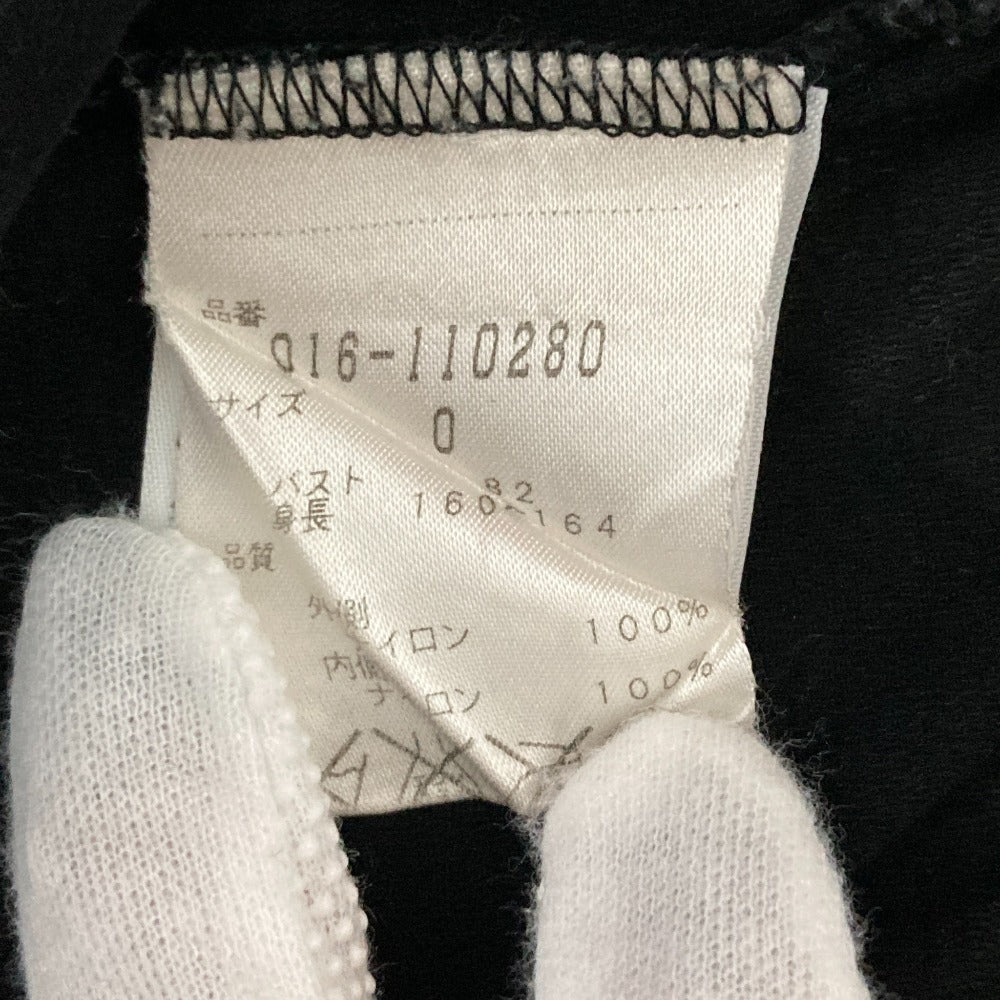 品番
016-110280
サイズ
0
バスト 82
身長 160~164
品質
外側
ナイロン 100%
内側
ナイロン 100%